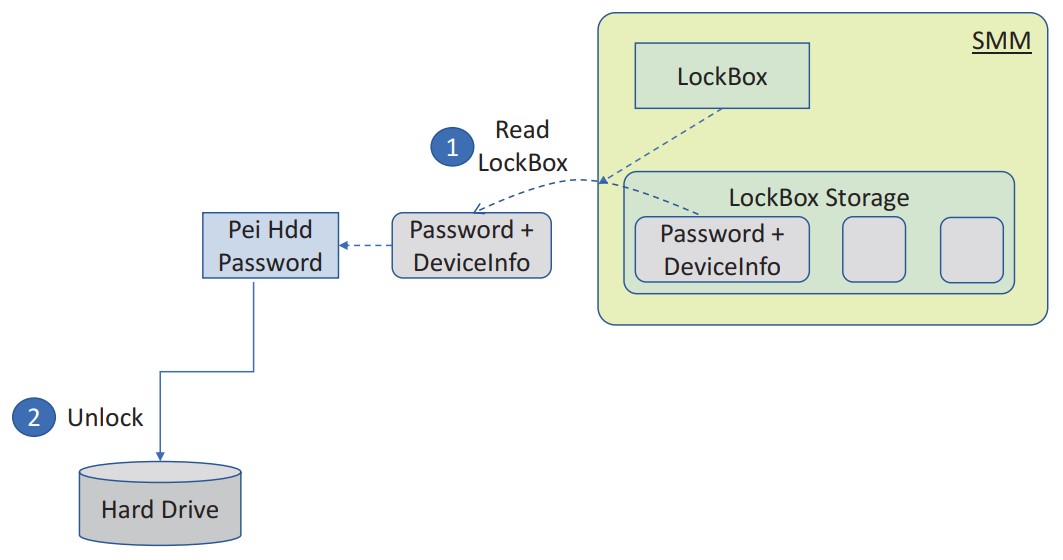 SMM
LockBox
1
Read
LockBox
LockBox Storage
Password +
DeviceInfo
Password +
DeviceInfo
Pei Hdd
Password
2
Unlock
Hard Drive